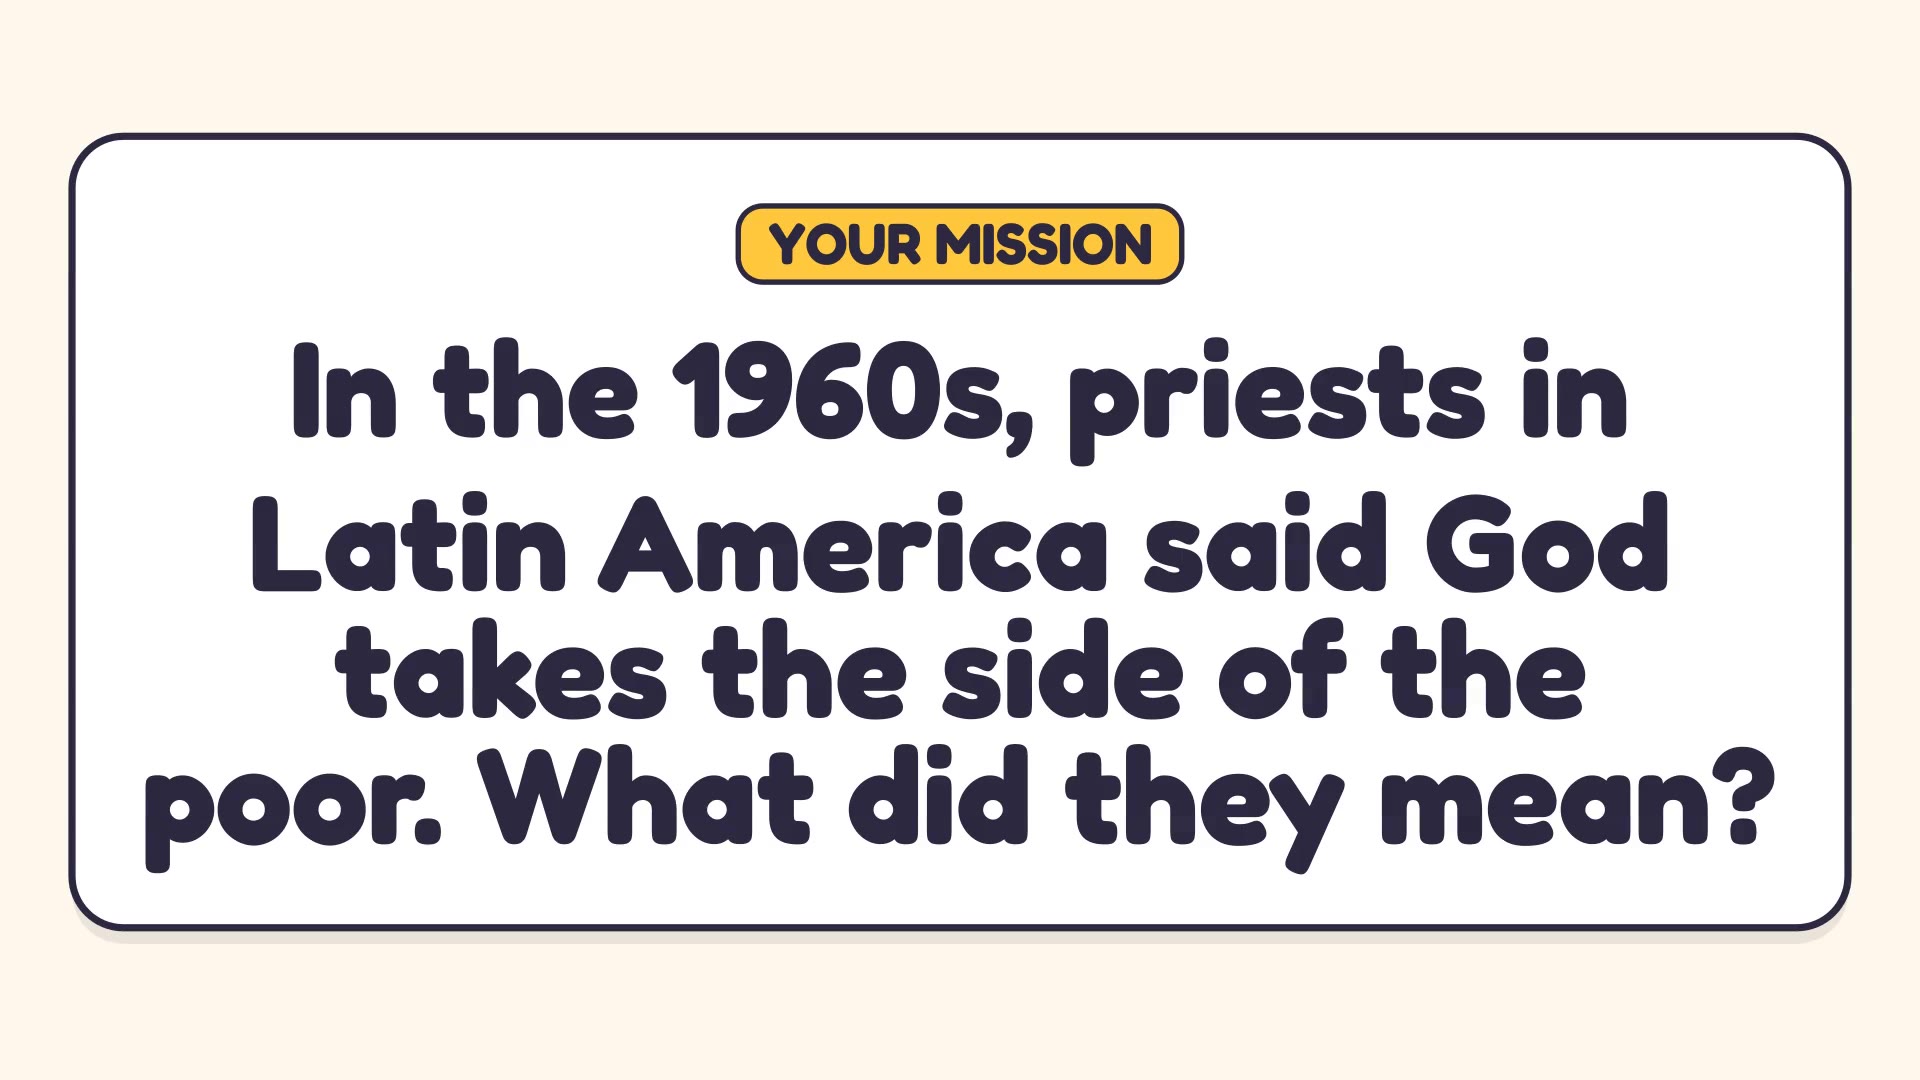 YOUR MISSION
In the 1960s, priests in
Latin America said God
takes the side of the
poor. What did they mean?